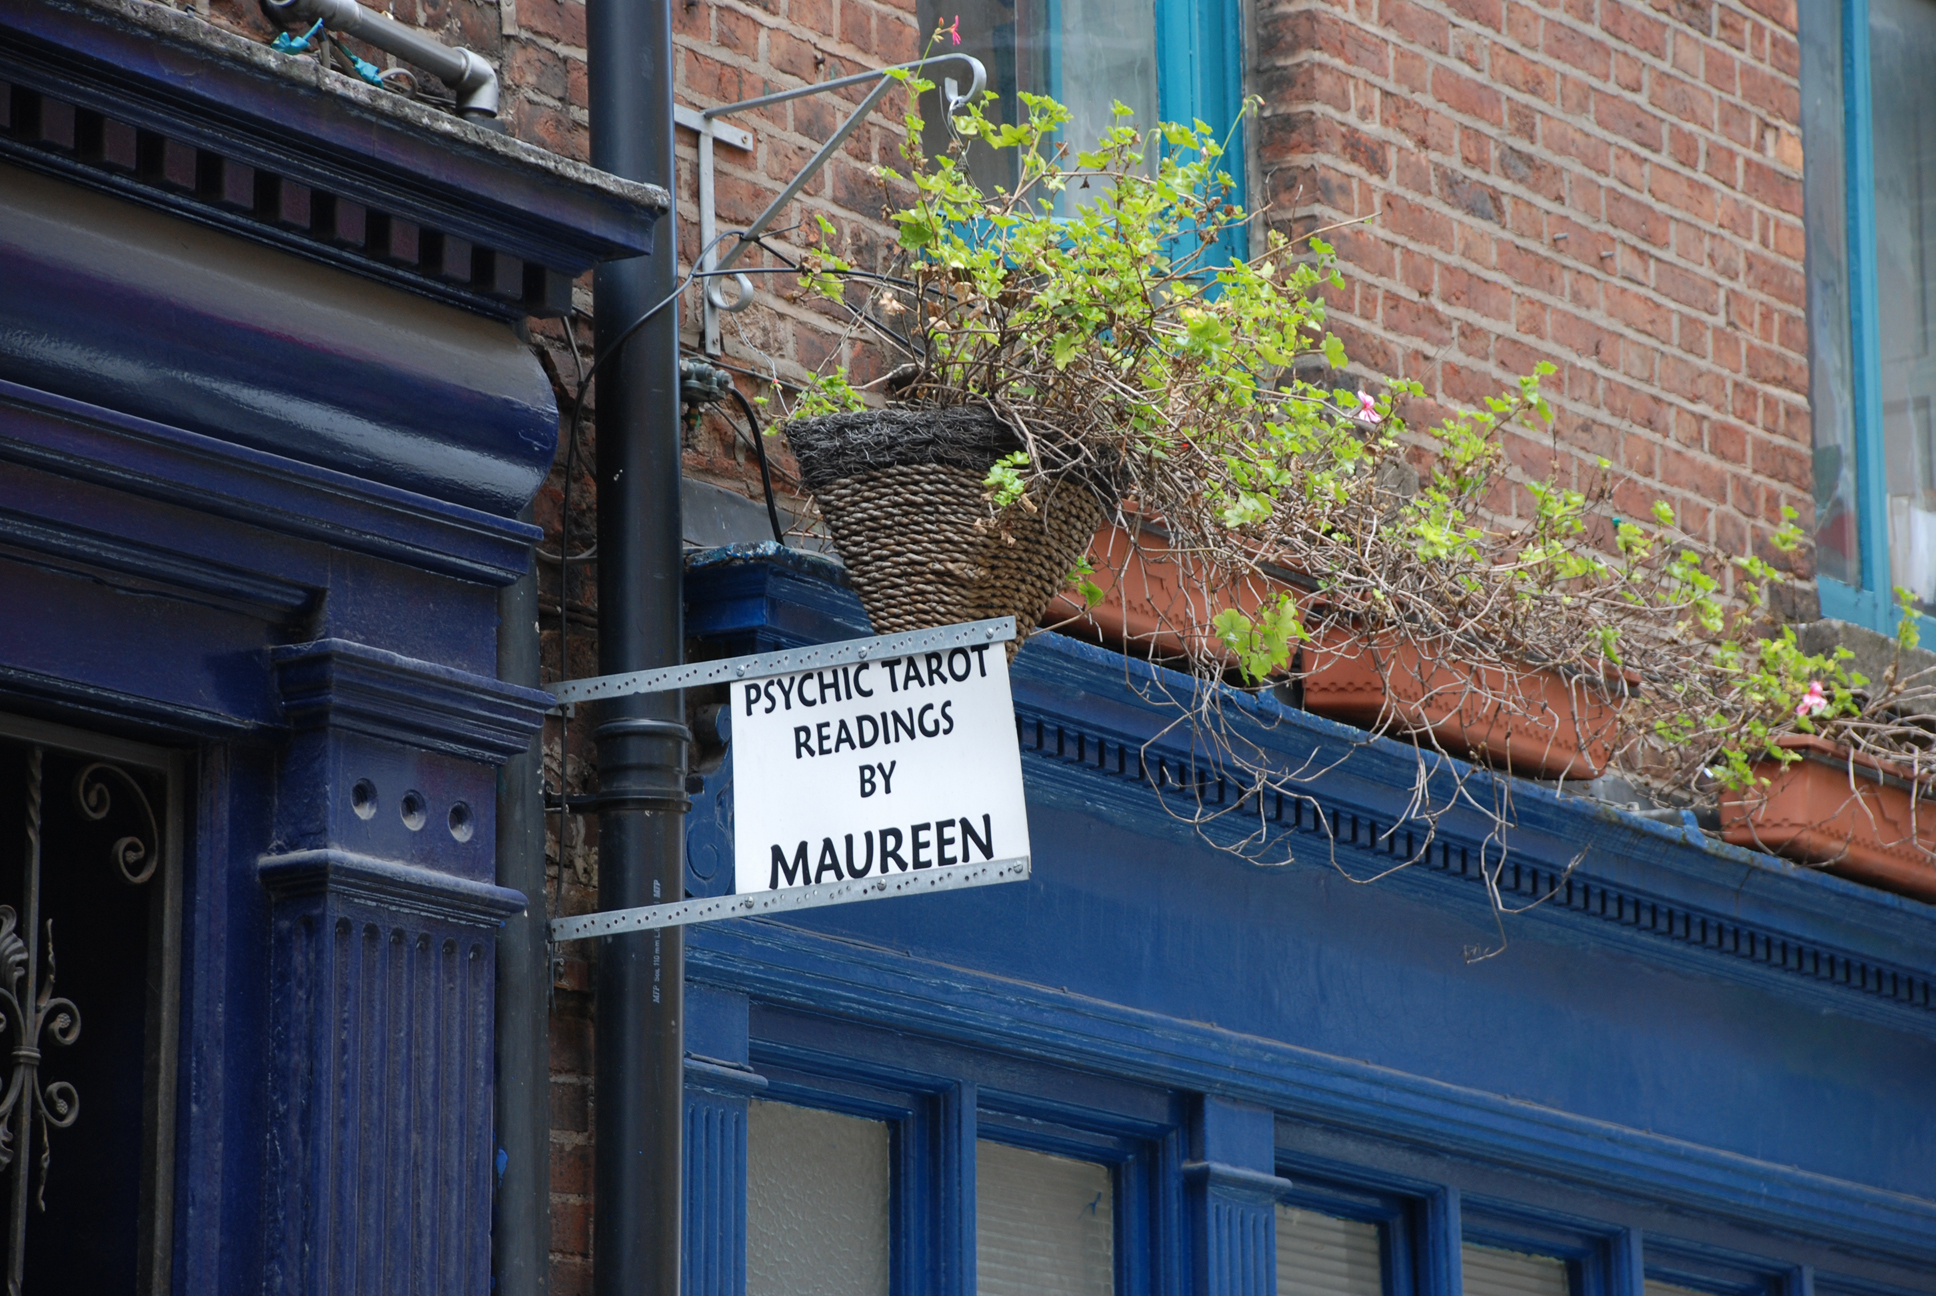 PSYCHIC TAROT
READINGS
BY
MAUREEN